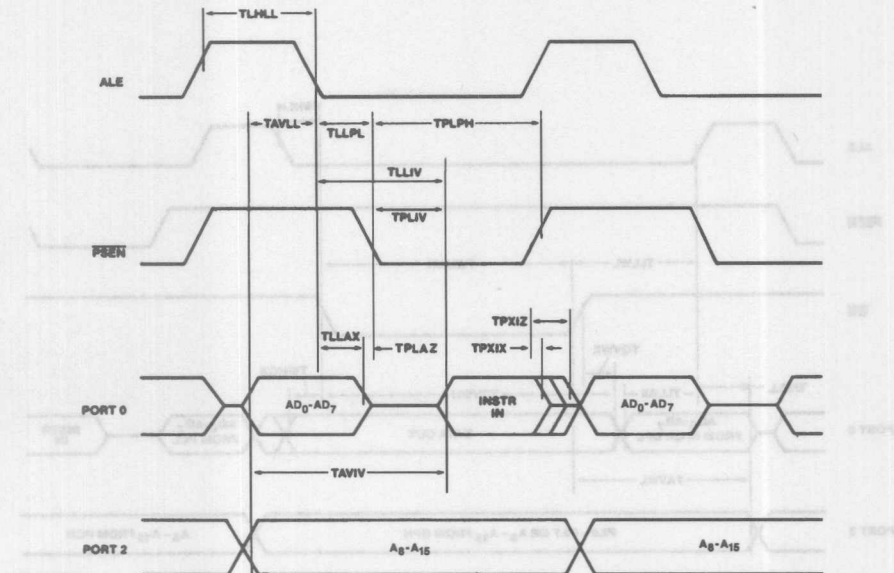 TLHLL
ALE
TAVLL
TLLPL
TPLPH
TLLIV
TPLIV
PSEN
TPXIZ
TLLAX
TPLAZ
TPXIX
PORT 0
AD0-AD7
INSTR
IN
AD0-AD7
TAVIV
PORT 2
A8-A15
A8-A15